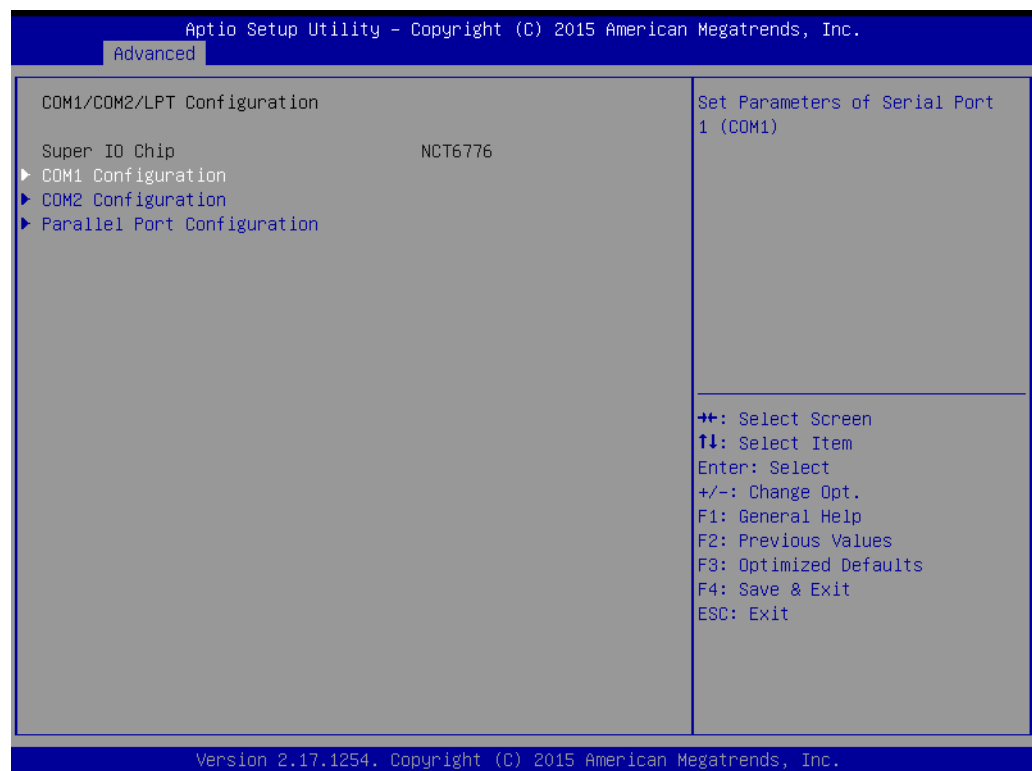 Aptio Setup Utility – Copyright (C) 2015 American Megatrends, Inc.
Advanced
COM1/COM2/LPT Configuration
Super IO Chip NCT6776
COM1 Configuration
COM2 Configuration
Parallel Port Configuration
Set Parameters of Serial Port
1 (COM1)
→←: Select Screen
↑↓: Select Item
Enter: Select
+/-: Change Opt.
F1: General Help
F2: Previous Values
F3: Optimized Defaults
F4: Save & Exit
ESC: Exit
Version 2.17.1254. Copyright (C) 2015 American Megatrends, Inc.